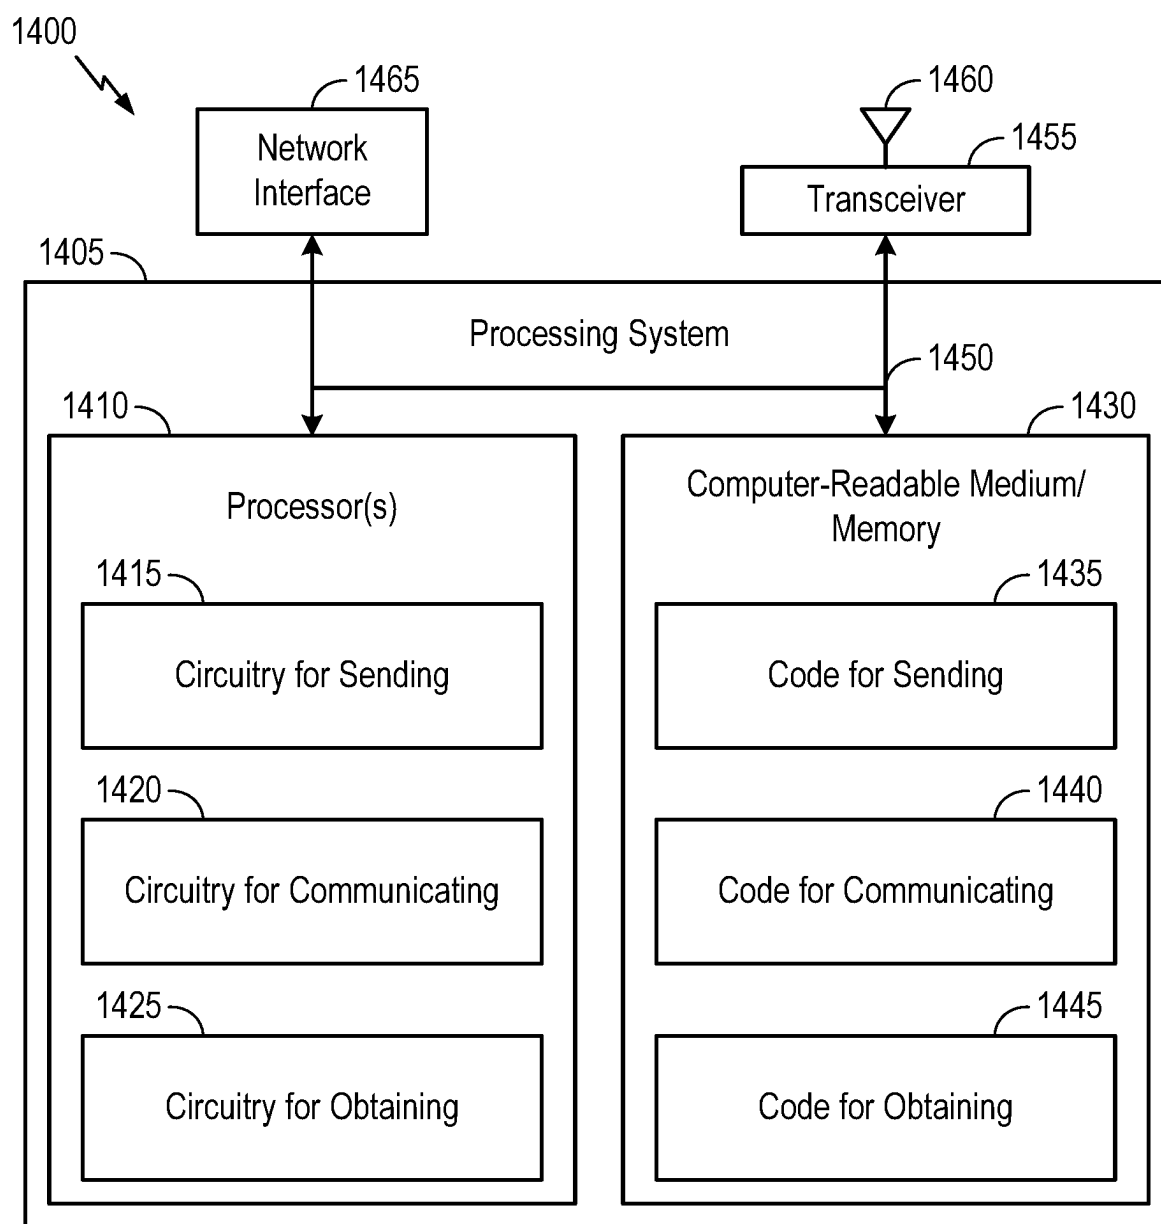 1400
1465
Network
Interface
1460
1455
Transceiver
1405
Processing System
1450
1410
Processor(s)
1415
Circuitry for Sending
1420
Circuitry for Communicating
1425
Circuitry for Obtaining
1430
Computer-Readable Medium/
Memory
1435
Code for Sending
1440
Code for Communicating
1445
Code for Obtaining